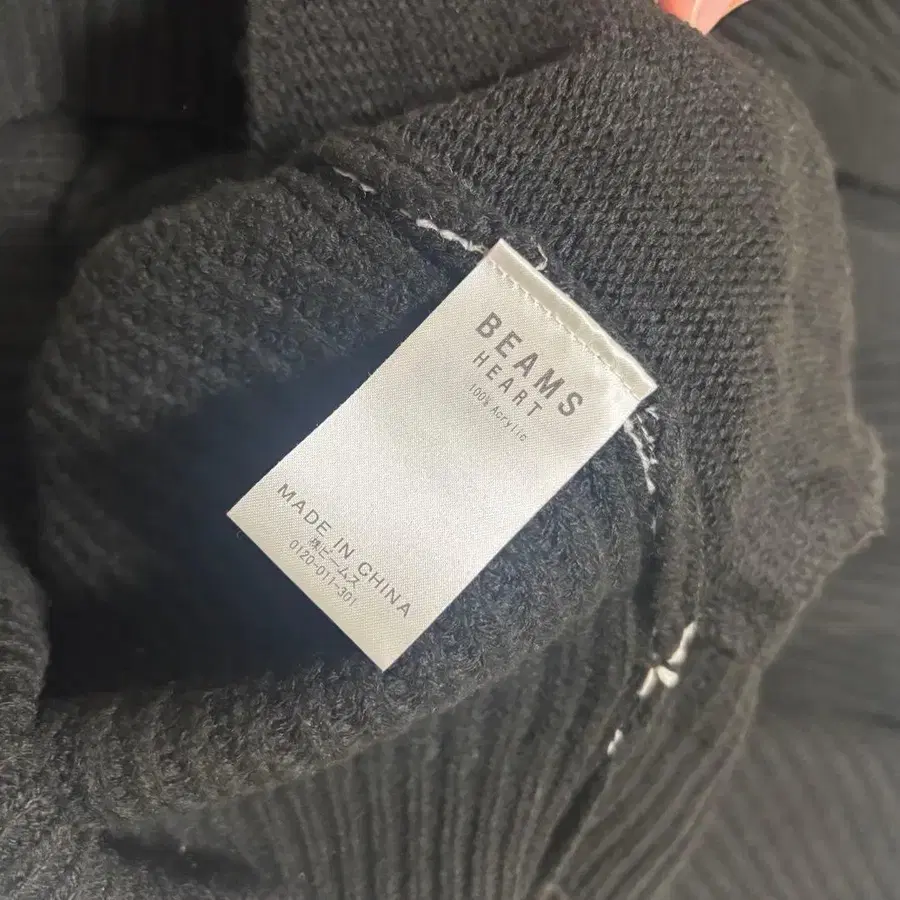 BEAMS
HEART
100% Acrylic
MADE IN CHINA
㈱ビームス
0120-011-301